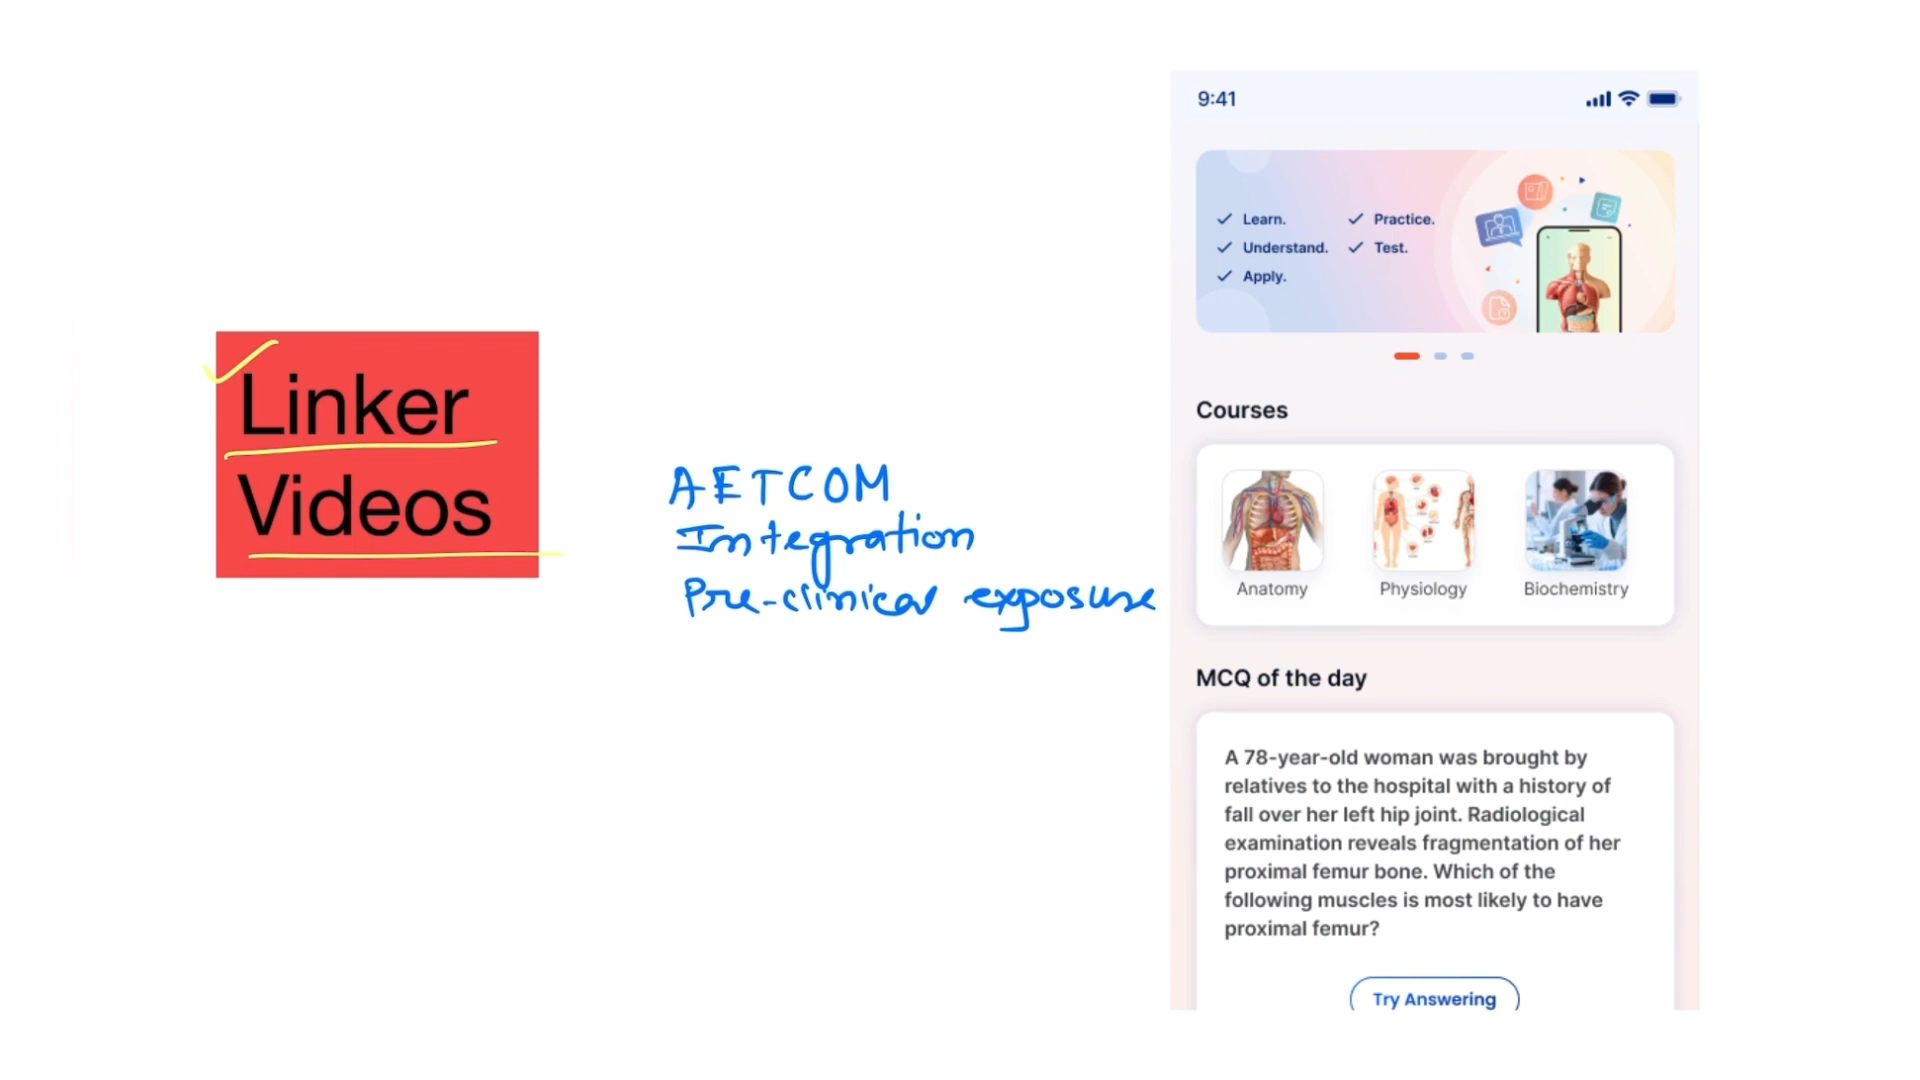 Linker
Videos
AETCOM
Integration
Pre-clinical exposure
9:41
Learn.
Practice.
Understand.
Test.
Apply.
Courses
Anatomy
Physiology
Biochemistry
MCQ of the day
A 78-year-old woman was brought by
relatives to the hospital with a history of
fall over her left hip joint. Radiological
examination reveals fragmentation of her
proximal femur bone. Which of the
following muscles is most likely to have
proximal femur?
Try Answering